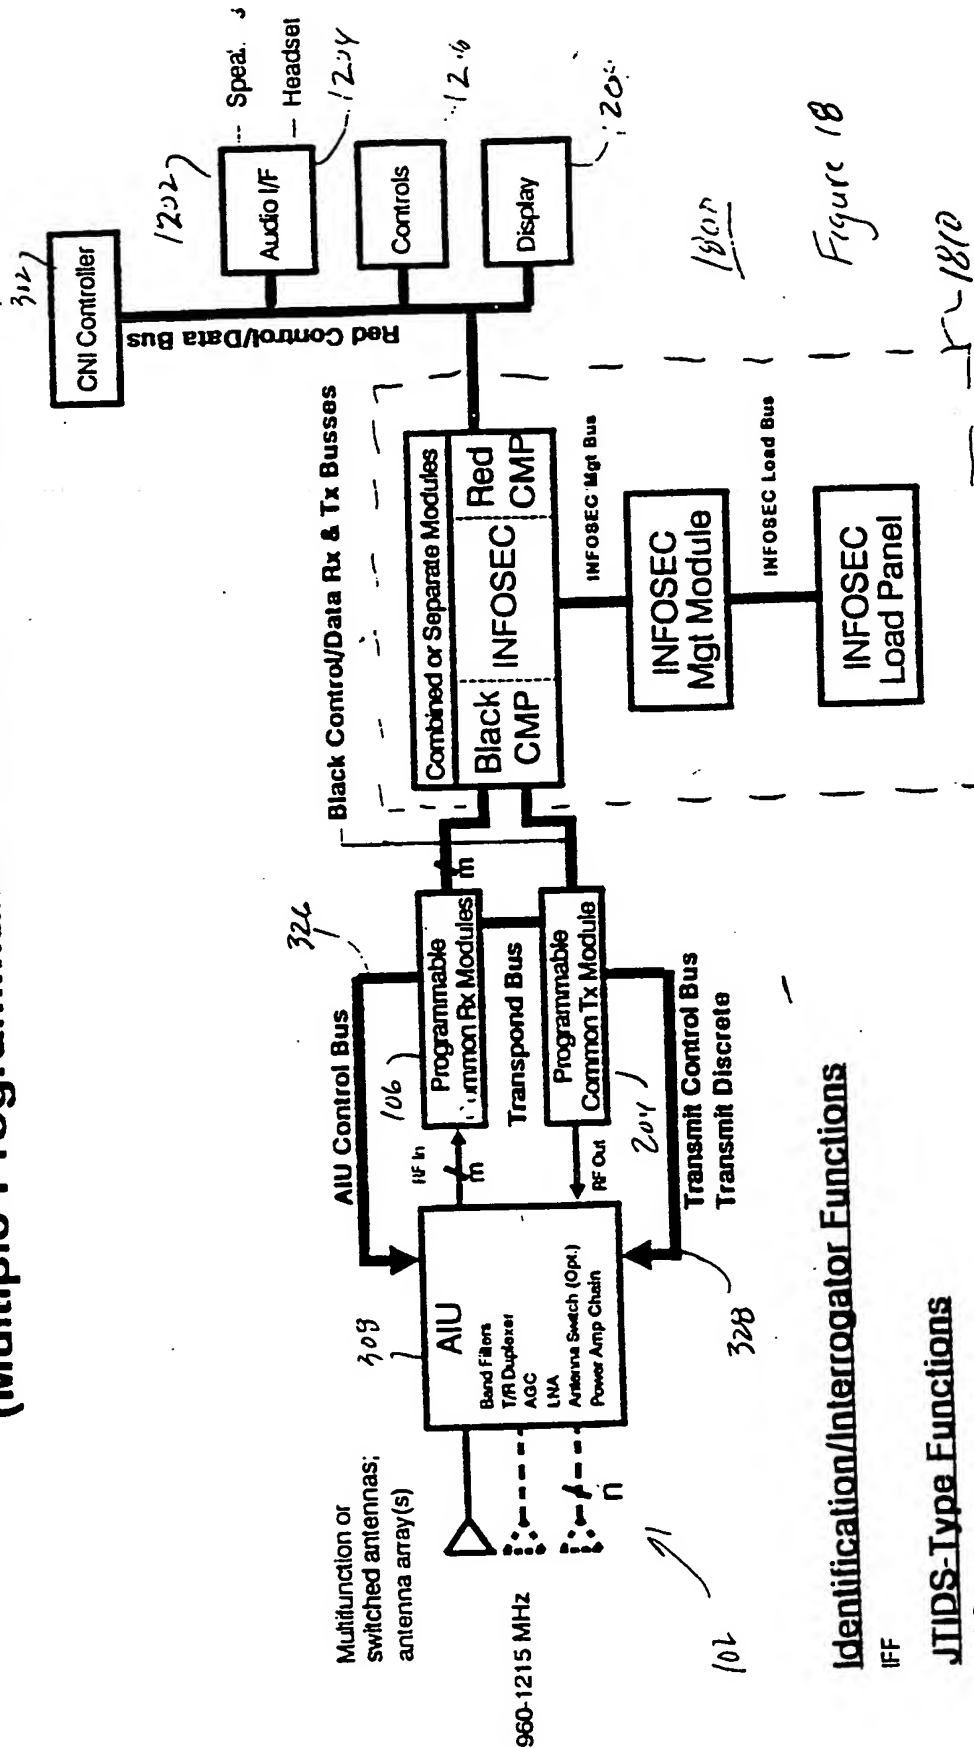 (Multiple
Multifunction or
switched antennas;
antenna array(s)
960-1215 MHz
n
102
309
AIU
Band Filters
T/R Duplexer
AGC
LNA
Antenna Switch (Opt.)
Power Amp Chain
AIU Control Bus
326
RF In
m
RF Out
106
Programmable
Common Rx Modules
Transpond Bus
Programmable
Common Tx Module
204
Transmit Control Bus
Transmit Discrete
328
m
Black Control/Data Rx & Tx Busses
Combined or Separate Modules
Black
CMP
INFOSEC
Red
CMP
INFOSEC Mgt Bus
INFOSEC
Mgt Module
INFOSEC Load Bus
INFOSEC
Load Panel
1810
Red Control/Data Bus
312
CNI Controller
1202
Audio I/F
Headset
1204
Controls
Display
Figure 18
Identification/Interrogator Functions
IFF
JTIDS-Type Functions